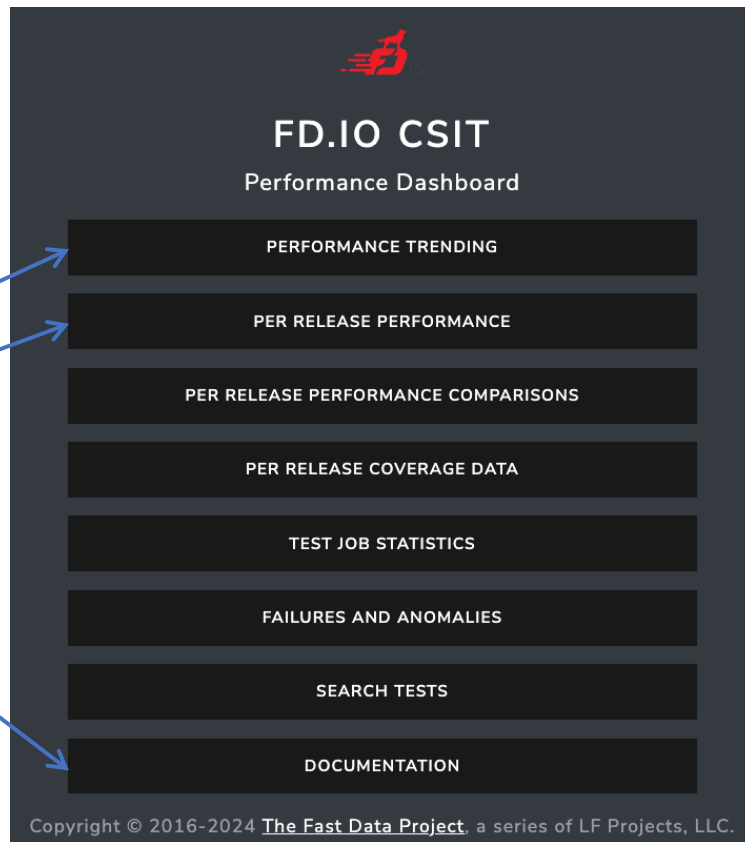 FD.io
FD.IO CSIT
Performance Dashboard
PERFORMANCE TRENDING
PER RELEASE PERFORMANCE
PER RELEASE PERFORMANCE COMPARISONS
PER RELEASE COVERAGE DATA
TEST JOB STATISTICS
FAILURES AND ANOMALIES
SEARCH TESTS
DOCUMENTATION
Copyright © 2016-2024 The Fast Data Project, a series of LF Projects, LLC.